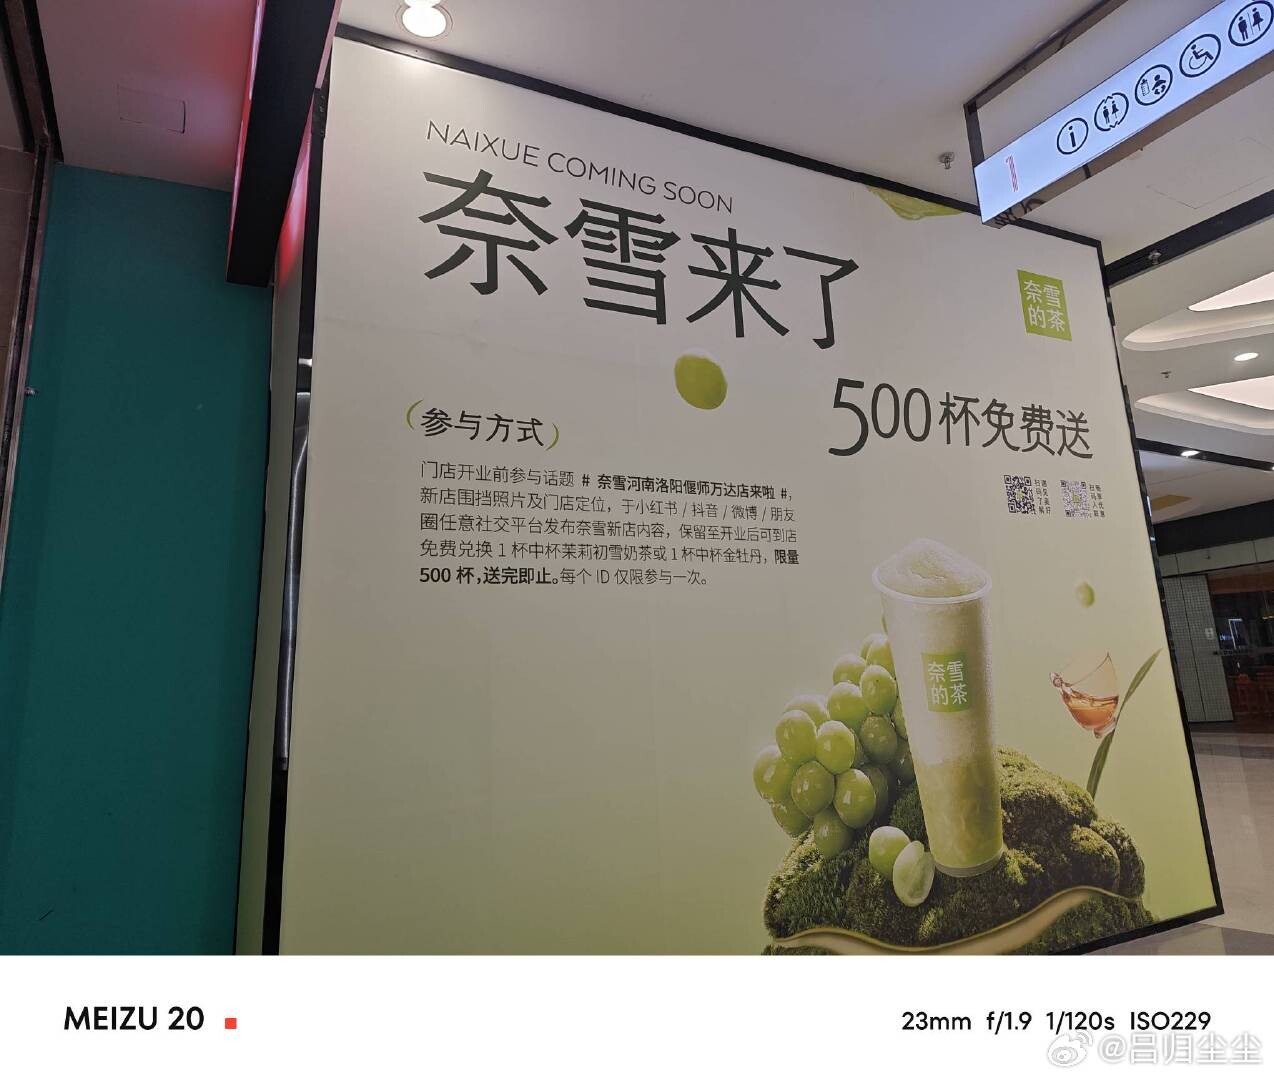 NAIXUE COMING SOON
奈雪来了
奈雪
的茶
500杯免费送
(参与方式)
门店开业前参与话题 # 奈雪河南洛阳偃师万达店来啦 #,
新店围挡照片及门店定位，于小红书 / 抖音 / 微博 / 朋友
圈任意社交平台发布奈雪新店内容，保留至开业后可到店
免费兑换 1 杯中杯茉莉初雪奶茶或 1 杯中杯金牡丹，限量
500 杯，送完即止。每个 ID 仅限参与一次。
奈雪
的茶
1
MEIZU 20
23mm f/1.9 1/120s ISO229
@吕归尘尘